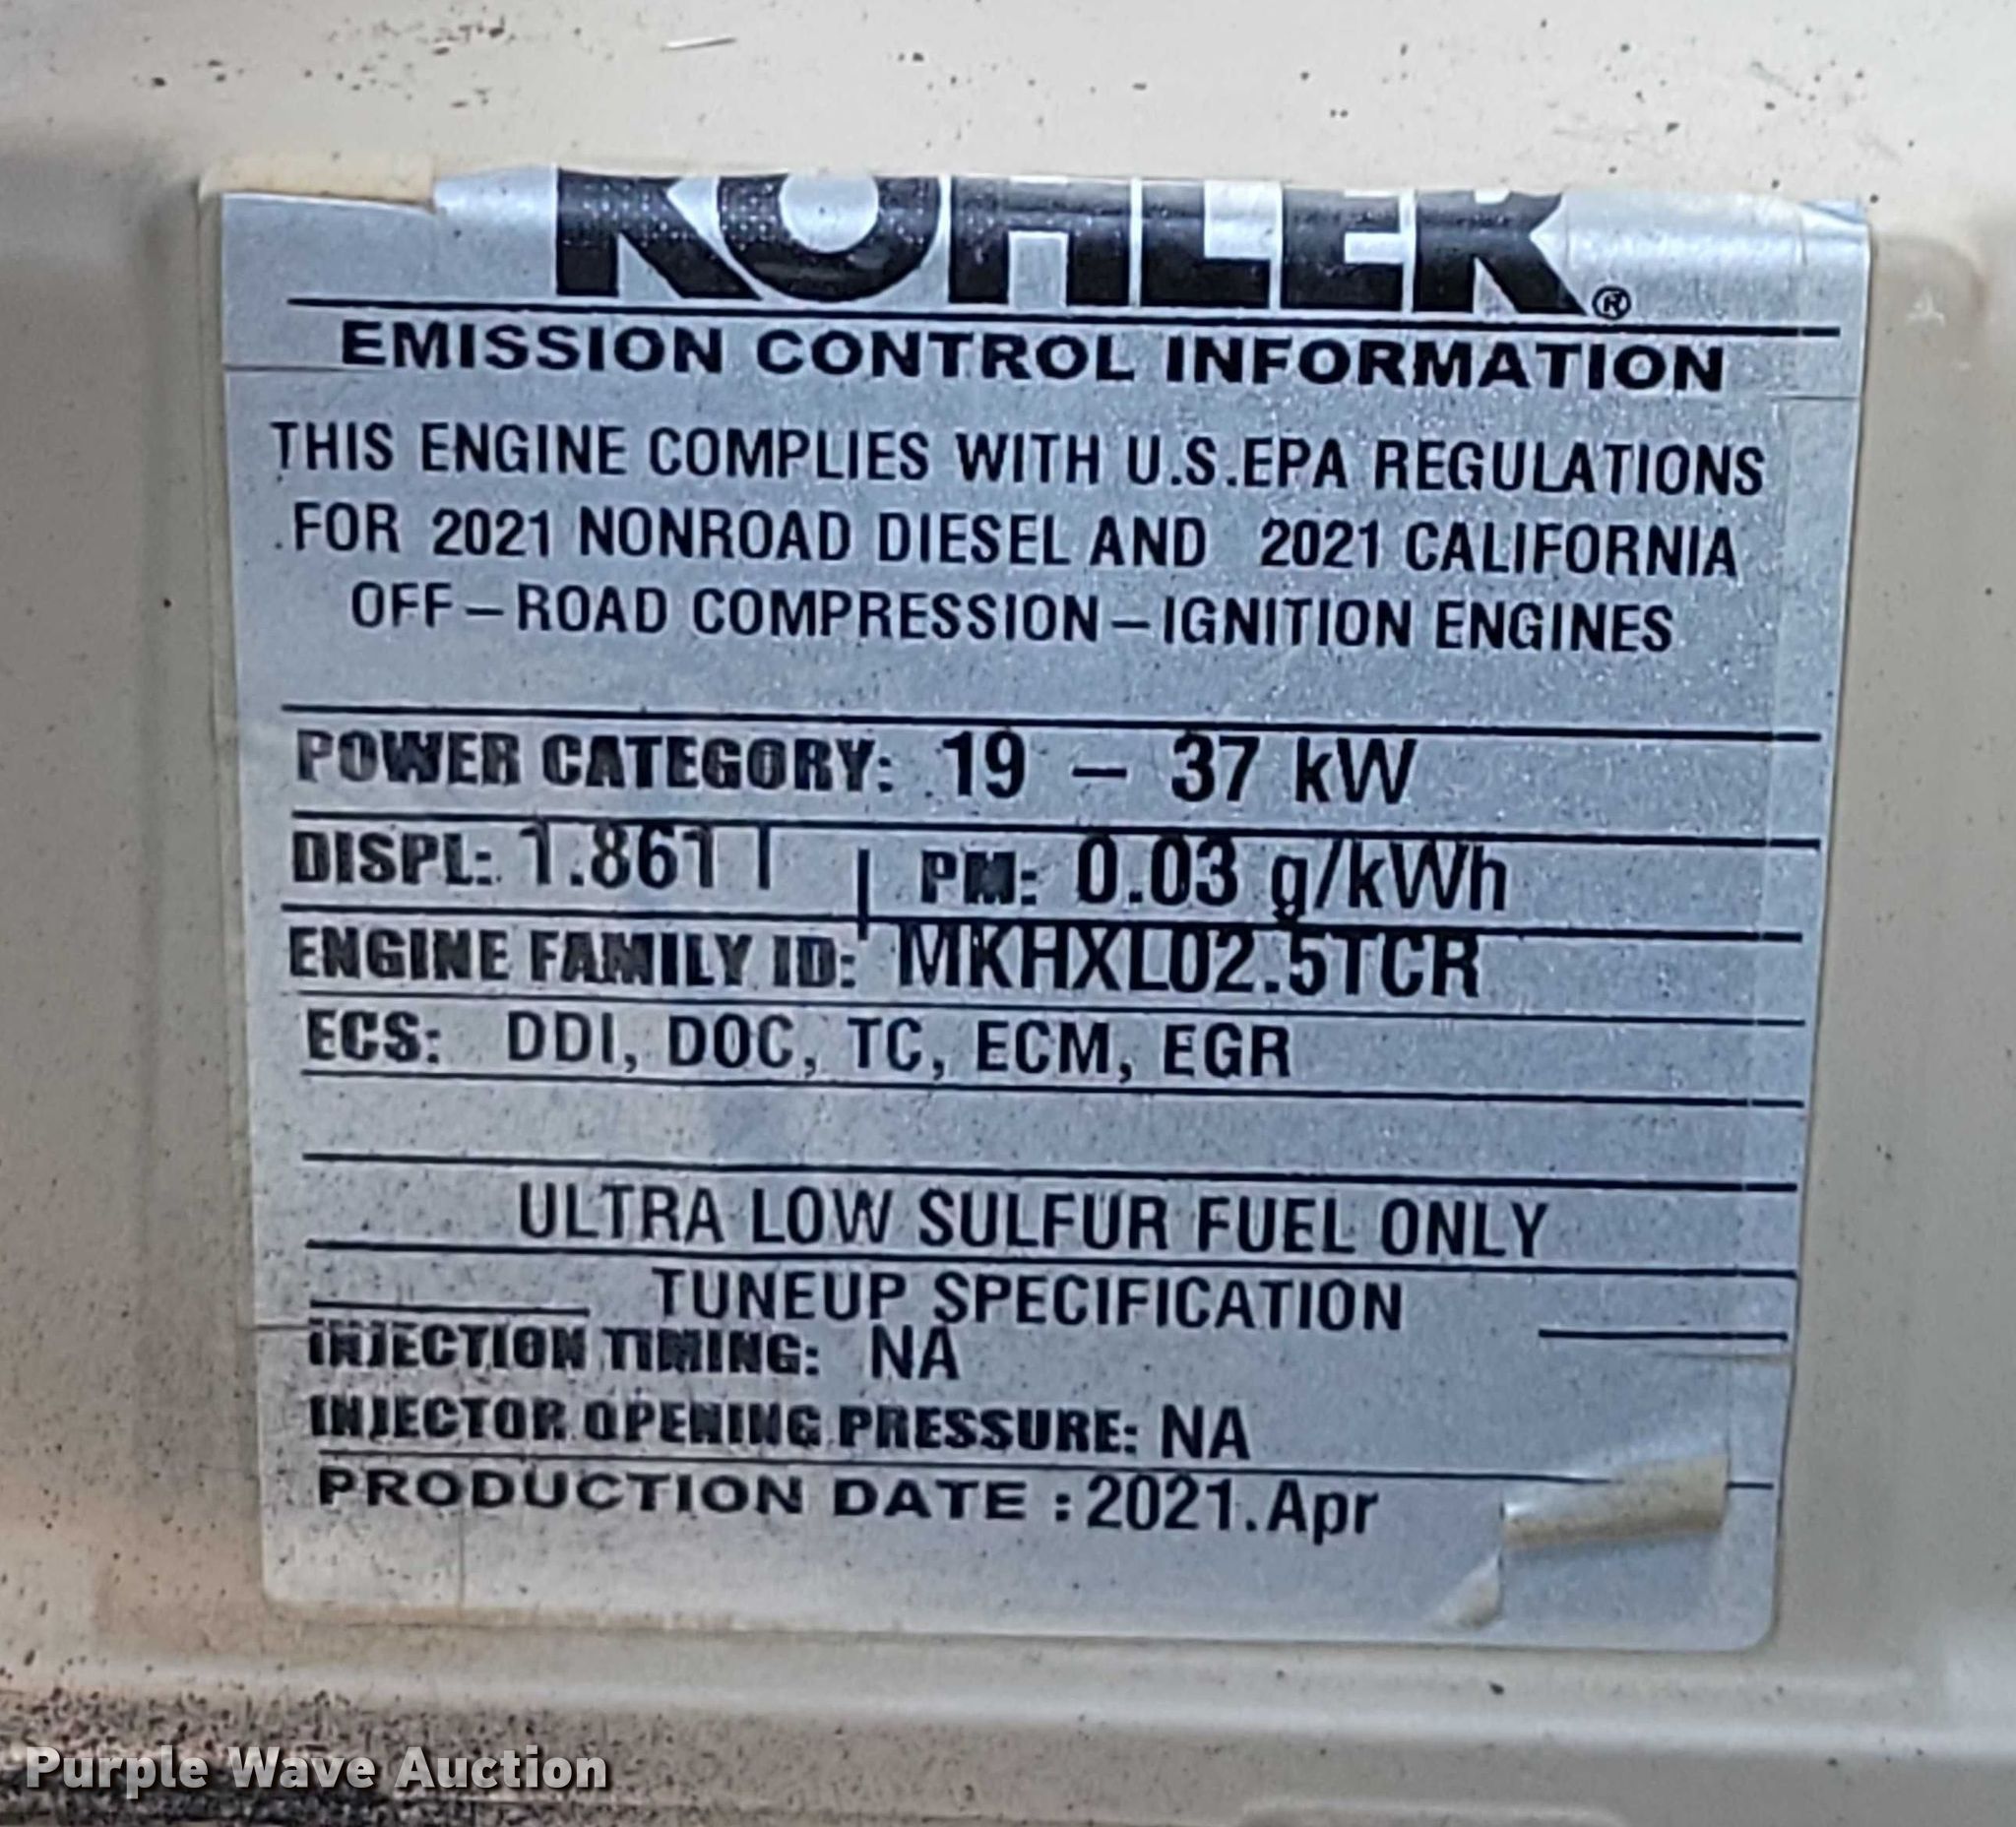 KOHLER®
EMISSION CONTROL INFORMATION
THIS ENGINE COMPLIES WITH U.S.EPA REGULATIONS
FOR 2021 NONROAD DIESEL AND 2021 CALIFORNIA
OFF-ROAD COMPRESSION-IGNITION ENGINES
POWER CATEGORY: 19 - 37 kW
DISPL: 1.861 l | PM: 0.03 g/kWh
ENGINE FAMILY ID: MKHXL02.5TCR
ECS: DDI, DOC, TC, ECM, EGR
ULTRA LOW SULFUR FUEL ONLY
TUNEUP SPECIFICATION
INJECTION TIMING: NA
INJECTOR OPENING PRESSURE: NA
PRODUCTION DATE :2021.Apr
Purple Wave Auction